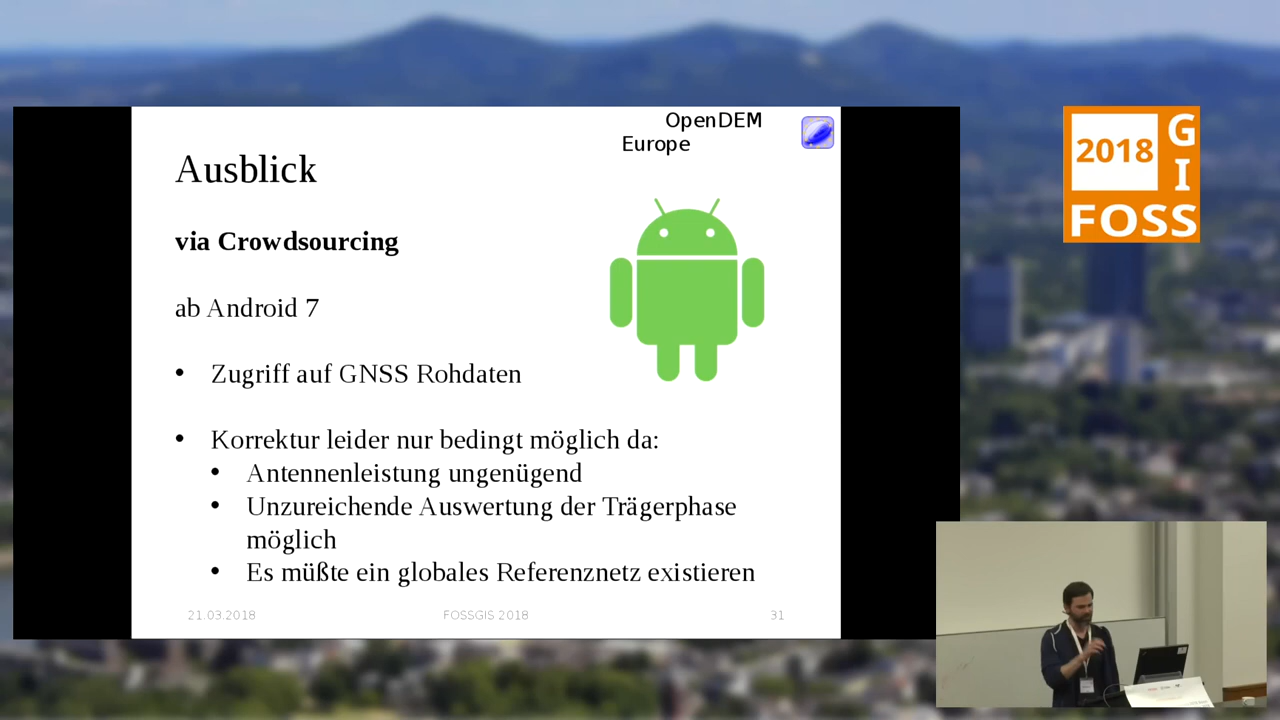 OpenDEM
Europe
Ausblick
via Crowdsourcing
ab Android 7
• Zugriff auf GNSS Rohdaten
• Korrektur leider nur bedingt möglich da:
• Antennenleistung ungenügend
• Unzureichende Auswertung der Trägerphase
möglich
• Es müßte ein globales Referenznetz existieren
21.03.2018 FOSSGIS 2018 31
2018 GI
FOSS